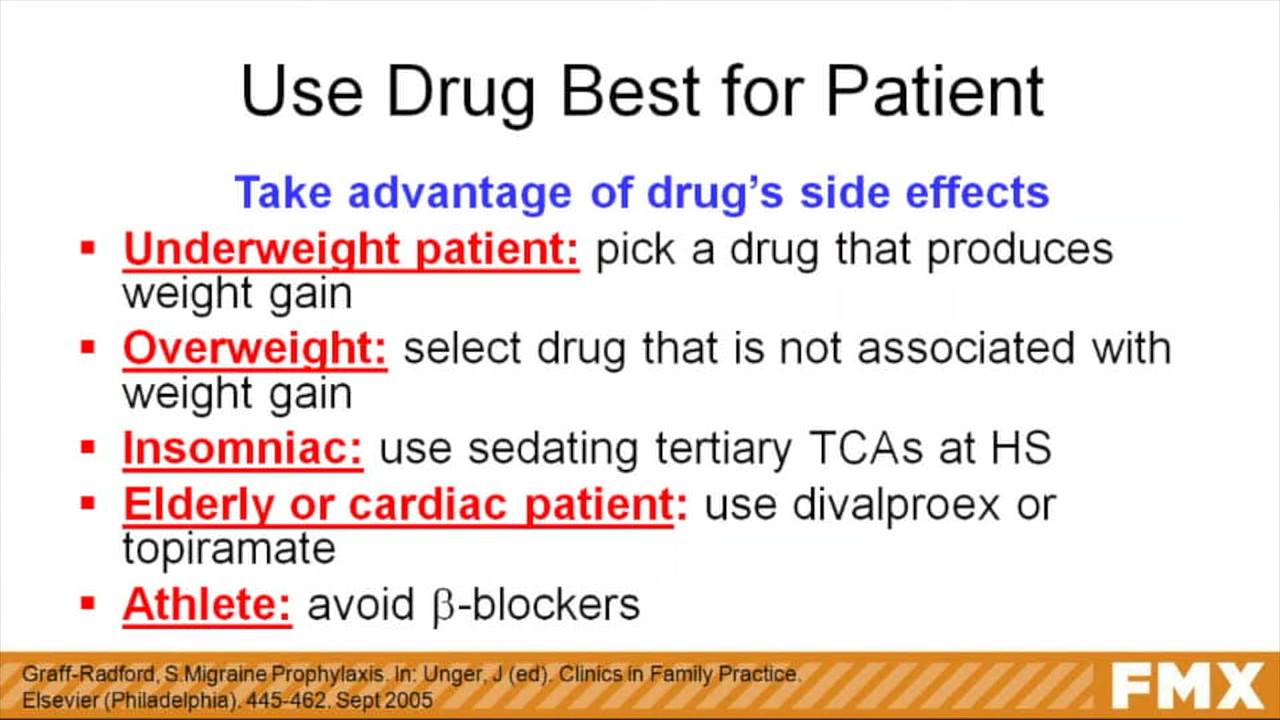 Use Drug Best for Patient
Take advantage of drug's side effects
▪ Underweight patient: pick a drug that produces
weight gain
▪ Overweight: select drug that is not associated with
weight gain
▪ Insomniac: use sedating tertiary TCAs at HS
▪ Elderly or cardiac patient: use divalproex or
topiramate
▪ Athlete: avoid β-blockers
Graff-Radford, S.Migraine Prophylaxis. In: Unger, J (ed). Clinics in Family Practice.
Elsevier (Philadelphia). 445-462. Sept 2005
FMX